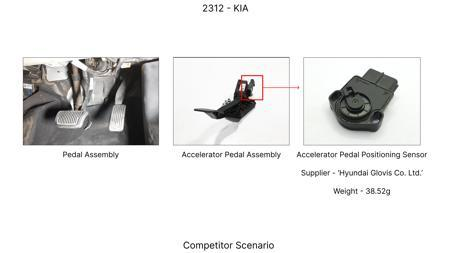 2312 - KIA
Pedal Assembly
Accelerator Pedal Assembly
Accelerator Pedal Positioning Sensor
Supplier - 'Hyundai Glovis Co. Ltd.'
Weight - 38.52g
Competitor Scenario